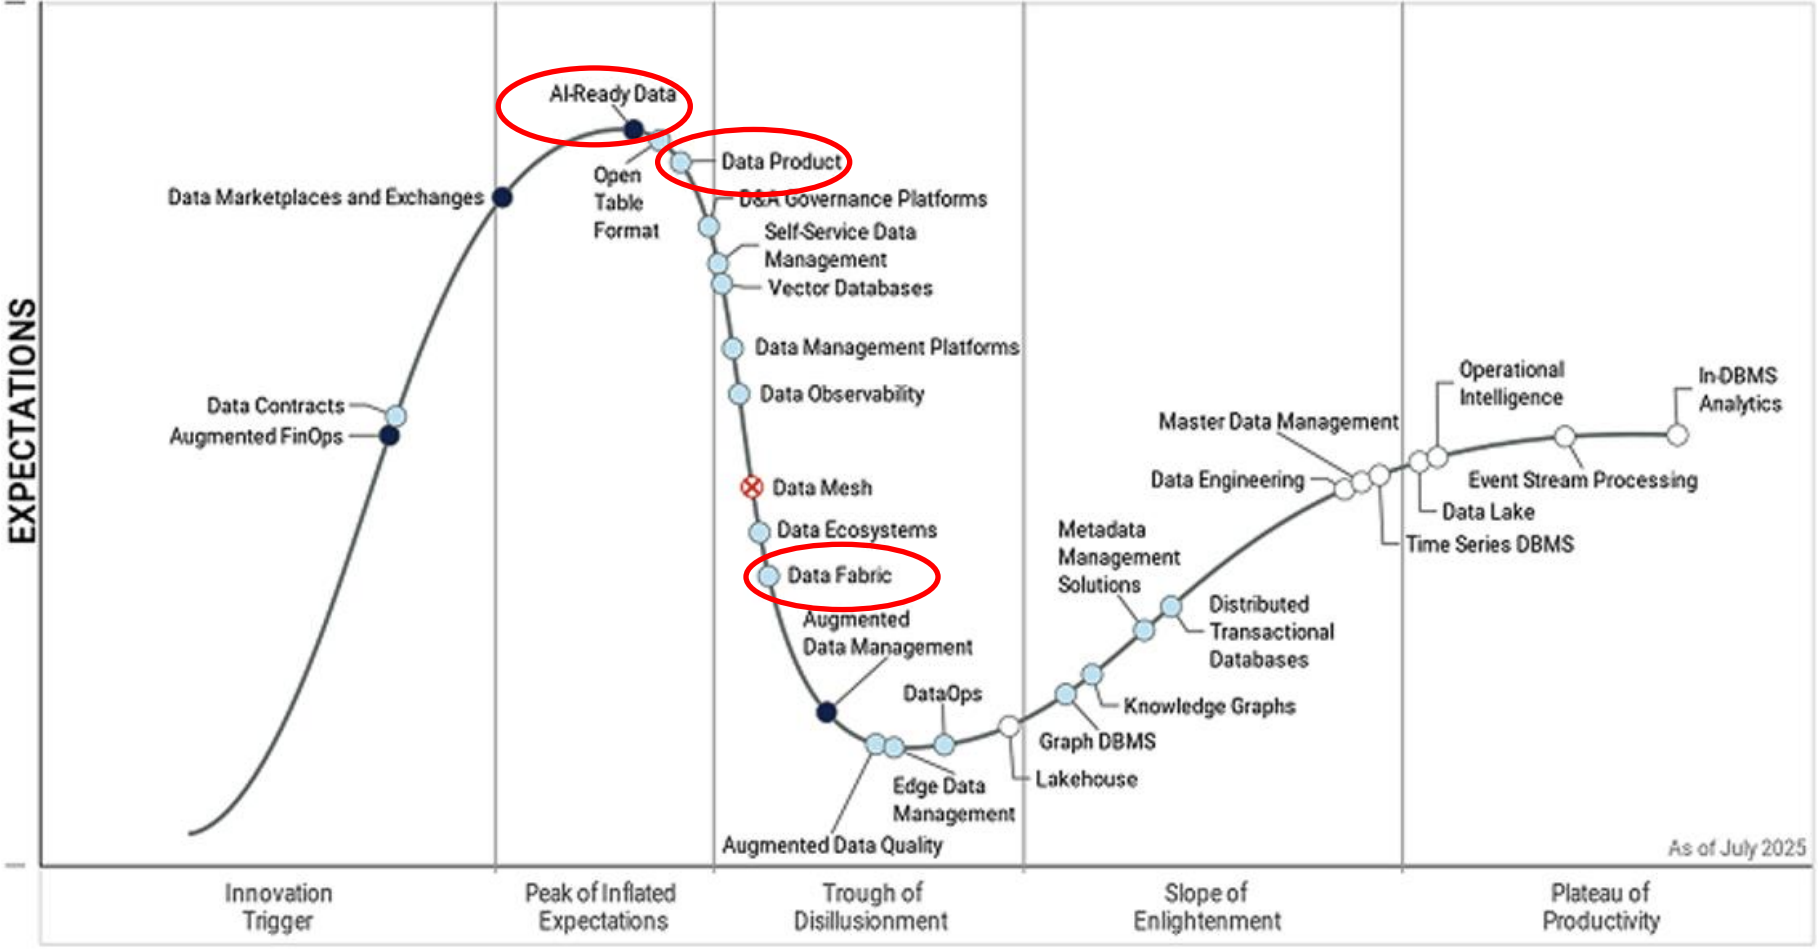 EXPECTATIONS
AI-Ready Data
Data Marketplaces and Exchanges
Open
Table
Format
Data Product
D&A Governance Platforms
Self-Service Data
Management
Vector Databases
Data Management Platforms
Data Observability
Data Contracts
Augmented FinOps
Data Mesh
Data Ecosystems
Data Fabric
Augmented
Data Management
DataOps
Edge Data
Management
Augmented Data Quality
Lakehouse
Graph DBMS
Knowledge Graphs
Metadata
Management
Solutions
Distributed
Transactional
Databases
Data Engineering
Master Data Management
Time Series DBMS
Data Lake
Operational
Intelligence
Event Stream Processing
In-DBMS
Analytics
As of July 2025
Innovation
Trigger
Peak of Inflated
Expectations
Trough of
Disillusionment
Slope of
Enlightenment
Plateau of
Productivity